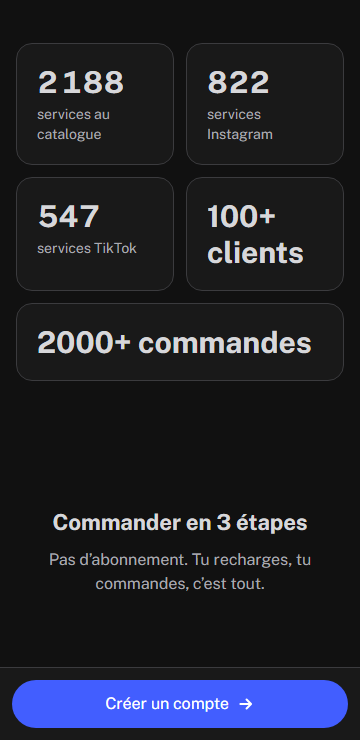 2 188
services au
catalogue
822
services
Instagram
547
services TikTok
100+
clients
2000+ commandes
Commander en 3 étapes
Pas d’abonnement. Tu recharges, tu
commandes, c’est tout.
Créer un compte →